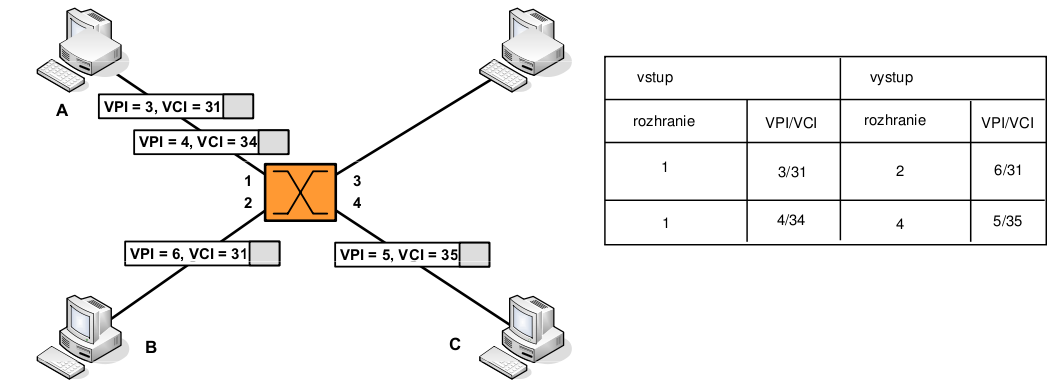 A
VPI = 3, VCI = 31
VPI = 4, VCI = 34
1
2
3
4
VPI = 6, VCI = 31
VPI = 5, VCI = 35
B
C
vstup vystup
rozhranie VPI/VCI rozhranie VPI/VCI
1 3/31 2 6/31
1 4/34 4 5/35